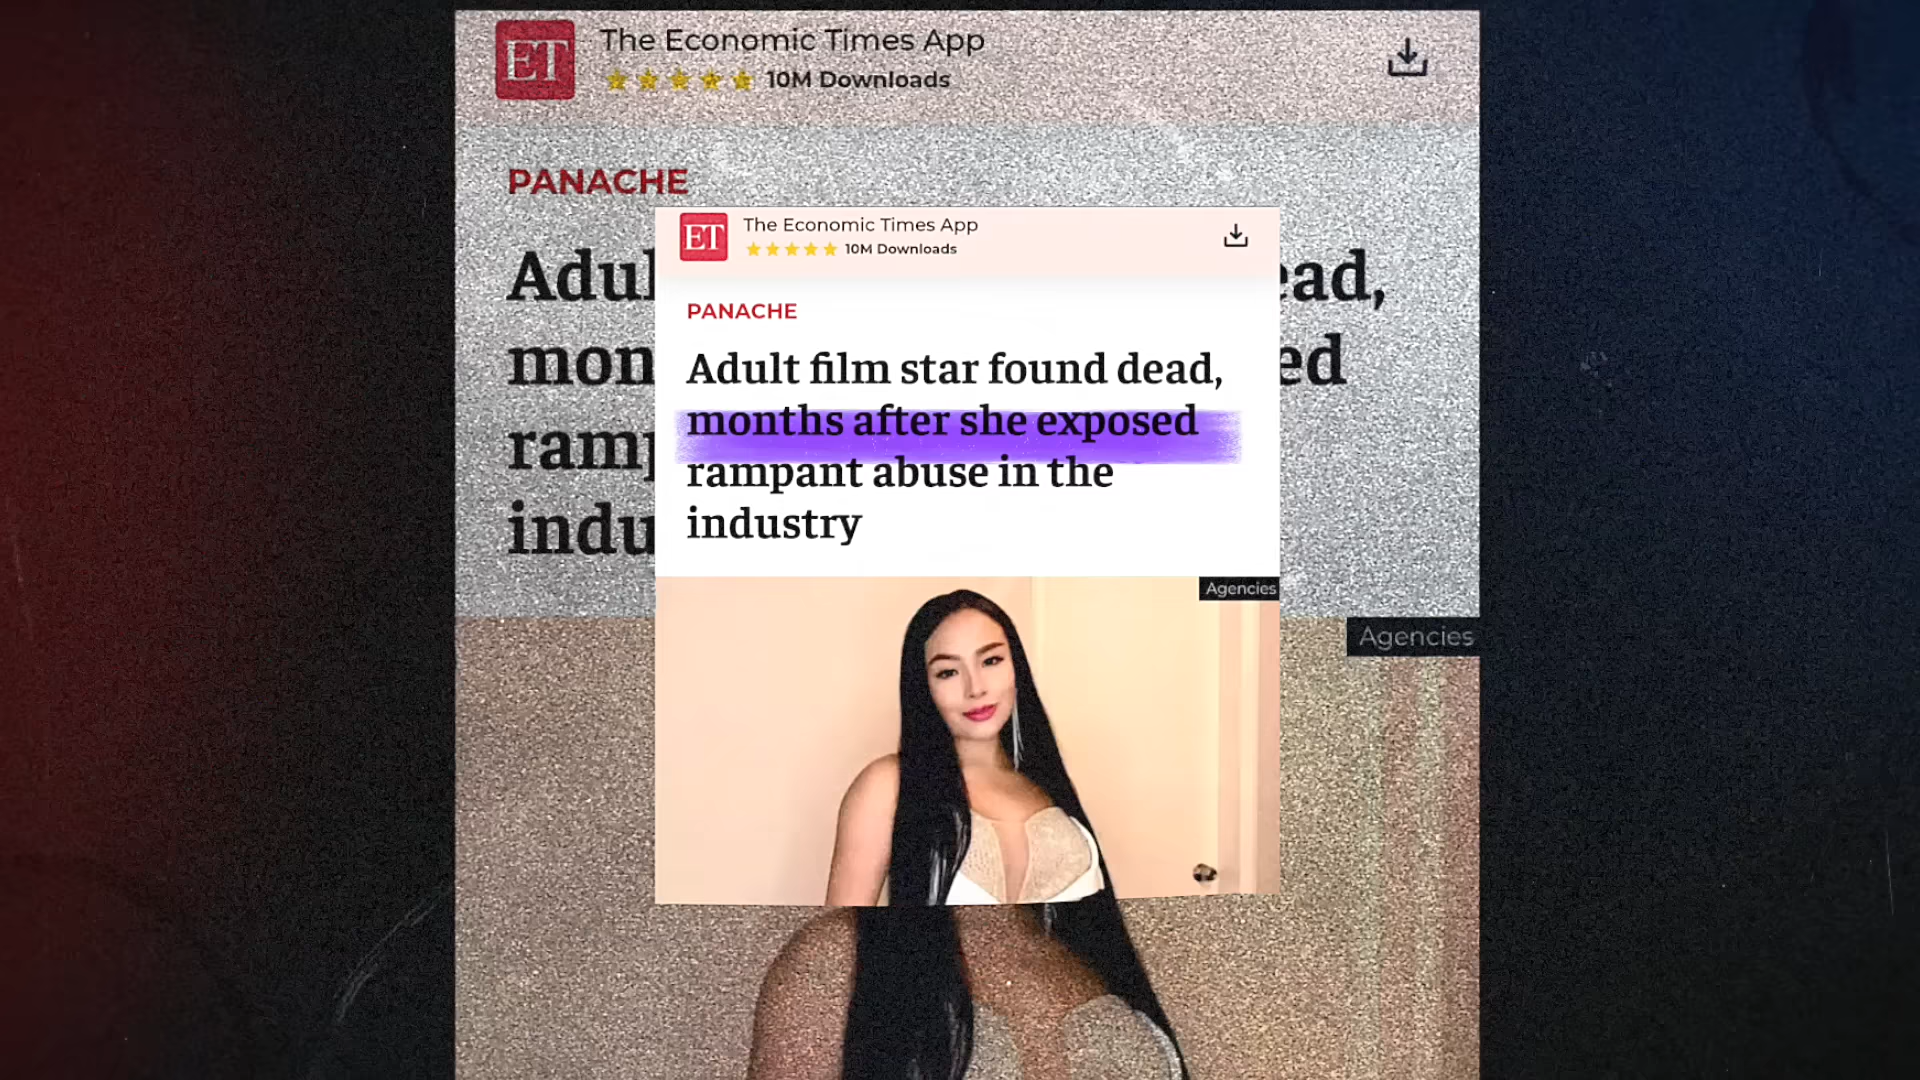 ET
The Economic Times App
10M Downloads
PANACHE
Adul
ead,
mon
ed
ram
indu
Agencies
ET
The Economic Times App
10M Downloads
PANACHE
Adult film star found dead,
months after she exposed
rampant abuse in the
industry
Agencies